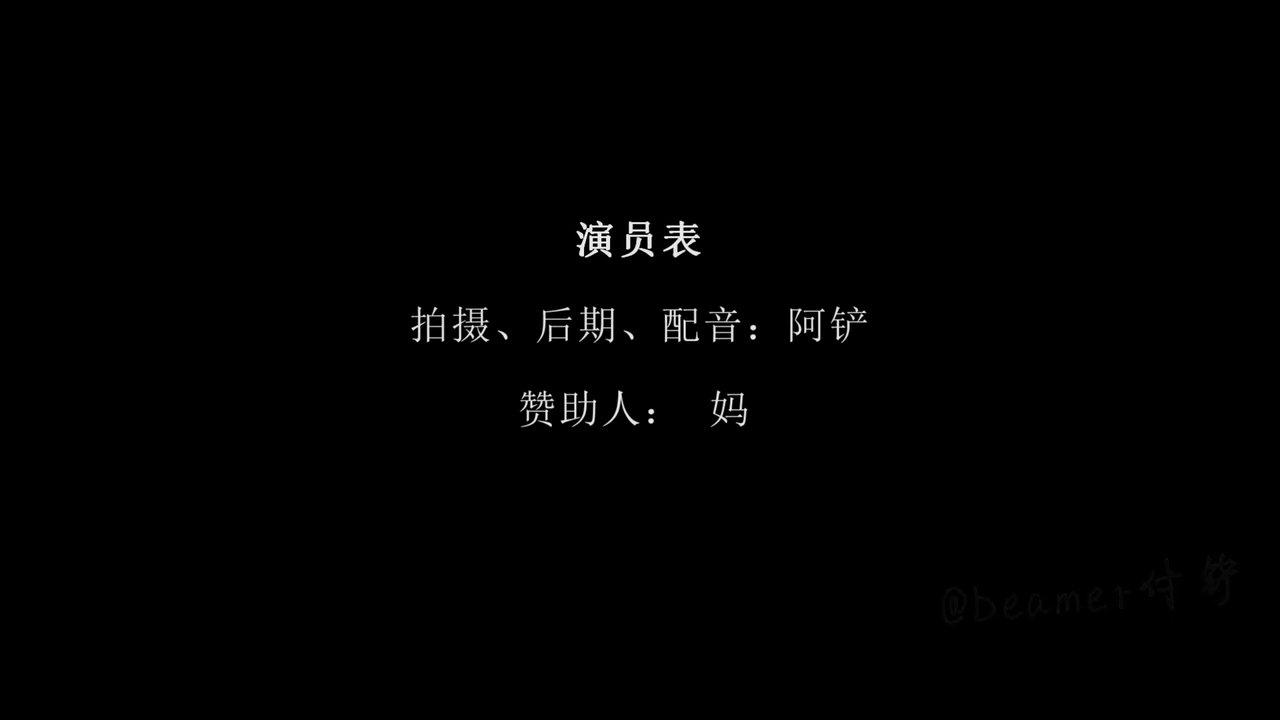 演员表
拍摄、后期、配音：阿铲
赞助人： 妈
@beamer付